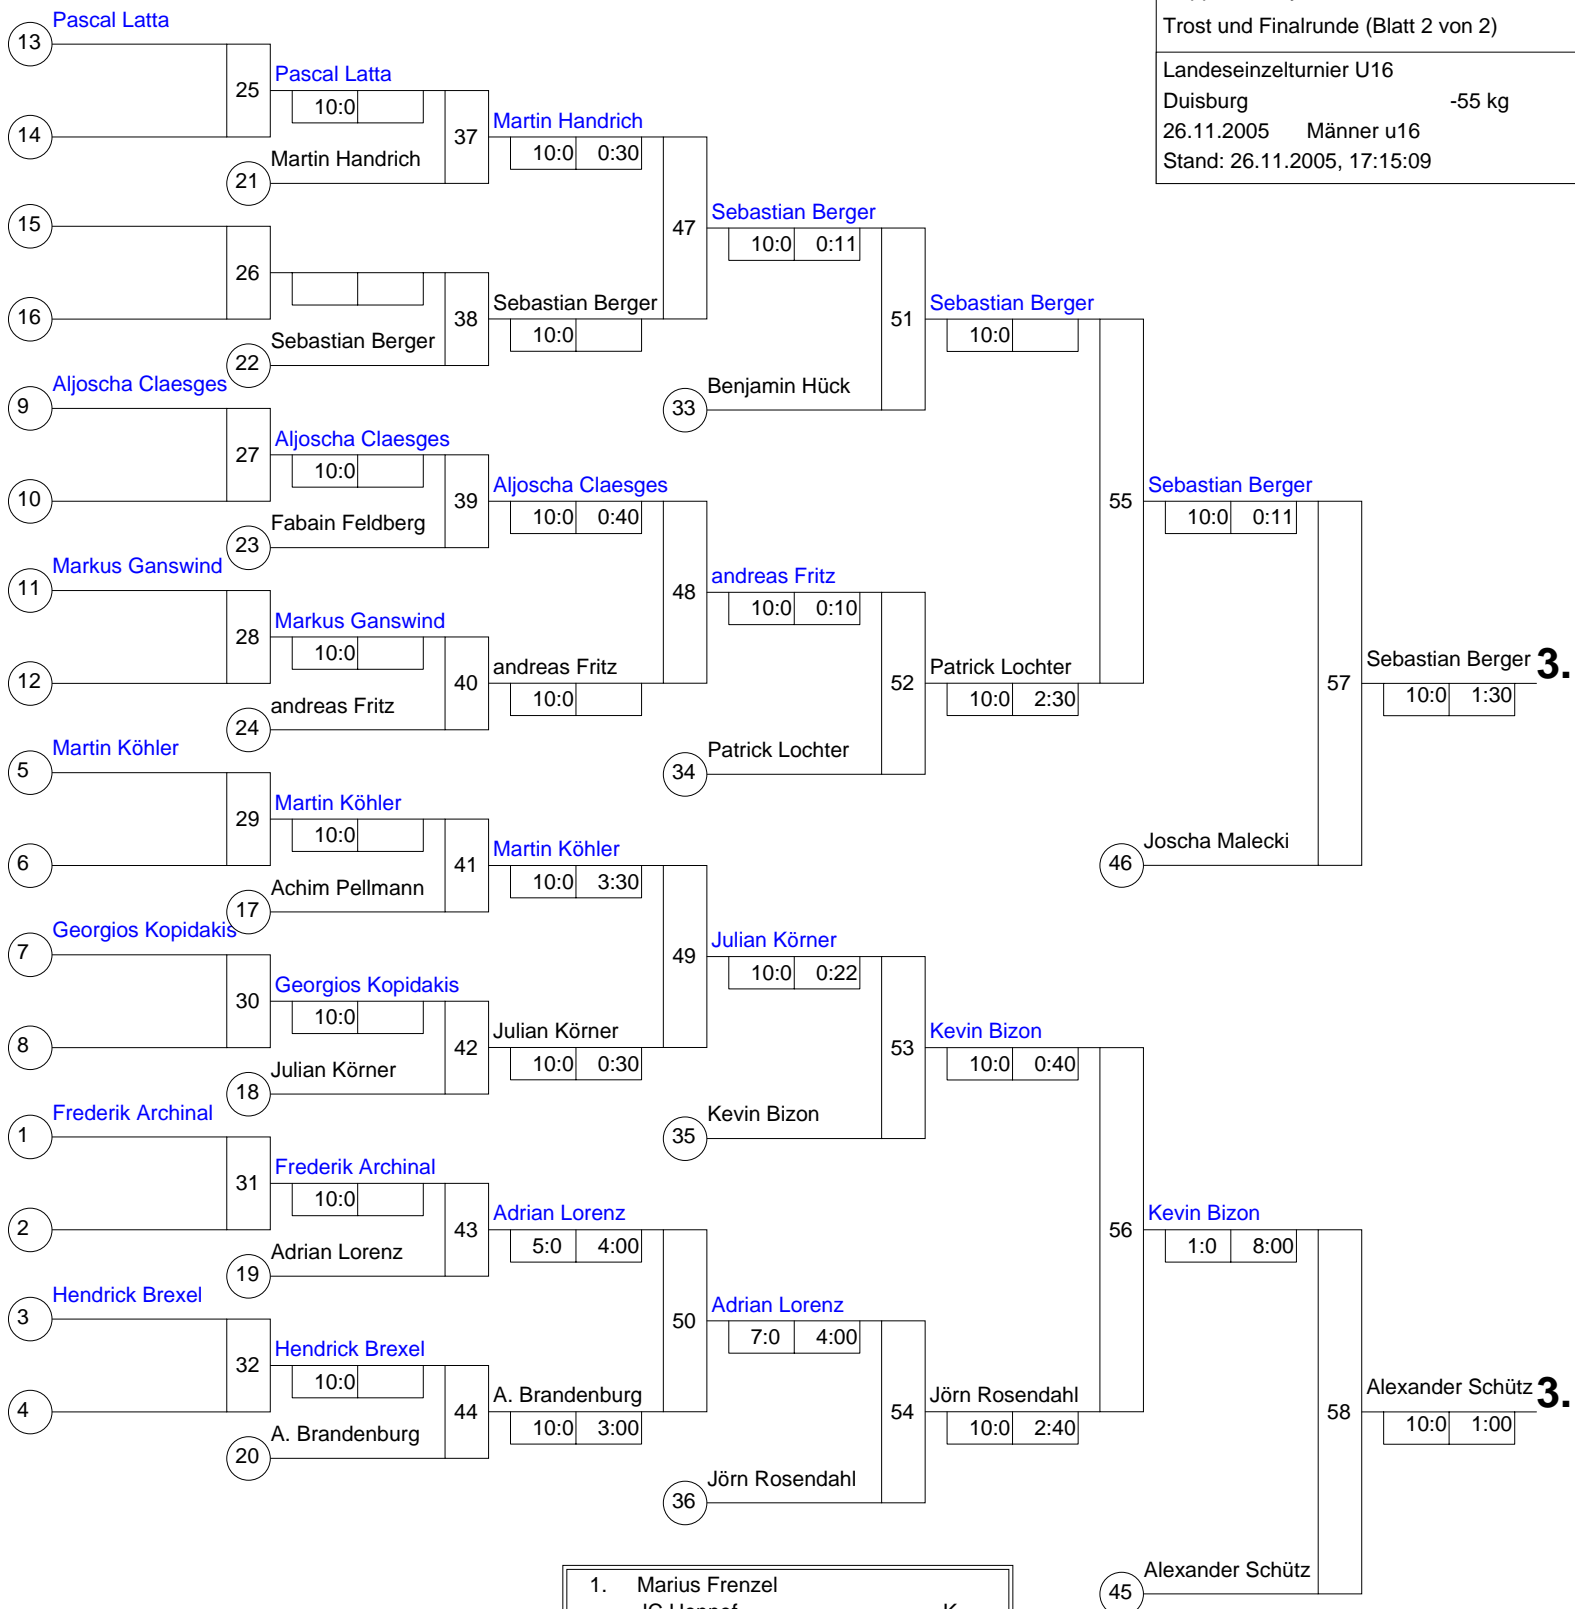 Trost und Finalrunde (Blatt 2 von 2)
Landeseinzelturnier U16
Duisburg -55 kg
26.11.2005 Männer u16
Stand: 26.11.2005, 17:15:09
Pascal Latta
13
Pascal Latta
25
10:0
14
37
Martin Handrich
10:0 0:30
Martin Handrich
21
15
47
Sebastian Berger
10:0 0:11
26
16
38
Sebastian Berger
10:0
Sebastian Berger
22
51
Sebastian Berger
10:0
Benjamin Hück
33
Aljoscha Claesges
9
Aljoscha Claesges
27
10:0
10
39
Aljoscha Claesges
10:0 0:40
Fabain Feldberg
23
55
Sebastian Berger
10:0 0:11
Markus Ganswind
11
48
andreas Fritz
10:0 0:10
Markus Ganswind
28
10:0
12
40
andreas Fritz
10:0
andreas Fritz
24
52
Patrick Lochter
10:0 2:30
57
Sebastian Berger 3.
10:0 1:30
Patrick Lochter
34
Martin Köhler
5
Martin Köhler
29
10:0
6
41
Martin Köhler
10:0 3:30
Achim Pellmann
17
Joscha Malecki
46
Georgios Kopidakis
7
49
Julian Körner
10:0 0:22
Georgios Kopidakis
30
10:0
8
42
Julian Körner
10:0 0:30
Julian Körner
18
53
Kevin Bizon
10:0 0:40
Kevin Bizon
35
Frederik Archinal
1
Frederik Archinal
31
10:0
2
43
Adrian Lorenz
5:0 4:00
Adrian Lorenz
19
56
Kevin Bizon
1:0 8:00
Hendrick Brexel
3
50
Adrian Lorenz
7:0 4:00
Hendrick Brexel
32
10:0
4
44
A. Brandenburg
10:0 3:00
A. Brandenburg
20
54
Jörn Rosendahl
10:0 2:40
58
Alexander Schütz 3.
10:0 1:00
Jörn Rosendahl
36
Alexander Schütz
45
1. Marius Frenzel